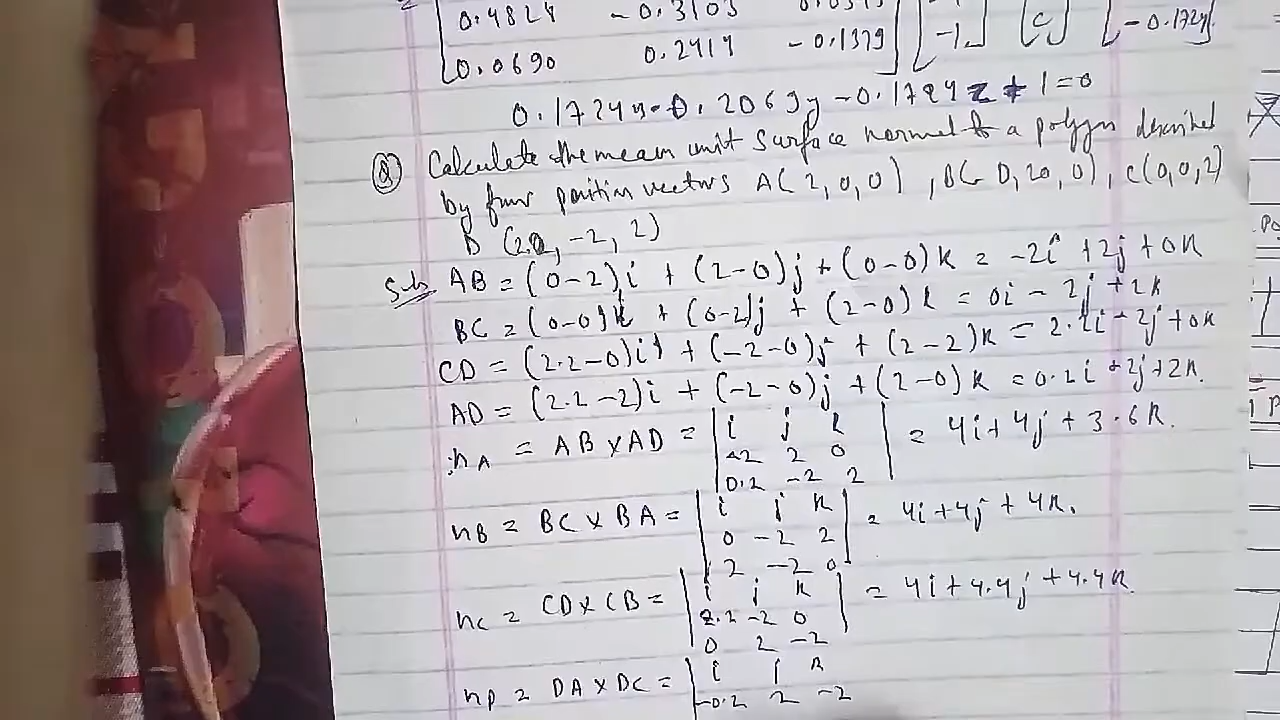 0.4824 -0.3103
0.0690 0.2414 -0.1379 -1 c -0.1724
0.1724x-0.2069y-0.1724z+1=0
Q Calculate the mean unit surface normal to a polygon described
by four position vectors A(2,0,0), B(0,20,0), C(0,0,2)
D (2.2, -2, 2)
Sol: AB = (0-2)i + (2-0)j + (0-0)k = -2i + 2j + 0k
BC = (0-0)k + (0-2)j + (2-0)k = 0i - 2j + 2k
CD = (2.2-0)i + (-2-0)j + (2-2)k = 2.2i - 2j + 0k
AD = (2.2-2)i + (-2-0)j + (2-0)k = 0.2i + 2j + 2k.
nA = AB×AD = | i j k | = 4i+4j+3.6k.
-2 2 0
0.2 -2 2
nB = BC×BA = | i j k | = 4i+4j+4k.
0 -2 2
2 -2 0
nC = CD×CB = | i j k | = 4i+4.4j+4.4k
2.2 -2 0
0 2 -2
nD = DA×DC = | i j k
-0.2 2 -2